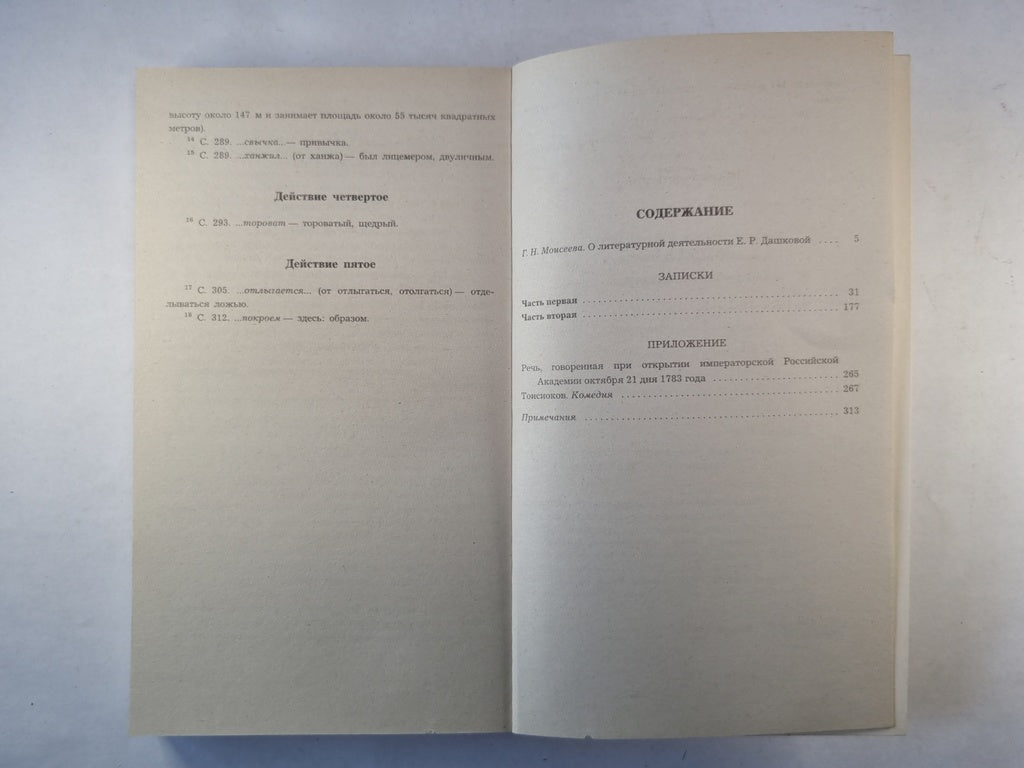 высоту около 147 м и занимает площадь около 55 тысяч квадратных
метров).
14 С. 289. ...свычка.. — привычка.
15 С. 289. ...ханжил... (от ханжа) — был лицемером, двуличным.
Действие четвертое
16 С. 293. ...тороват — тороватый, щедрый.
Действие пятое
17 С. 305. ...отлыгается... (от отлыгаться, отолгаться) — отде-
лываться ложью.
18 С. 312. ...покроем — здесь: образом.
СОДЕРЖАНИЕ
Г. Н. Моисеева. О литературной деятельности Е. Р. Дашковой .... 5
ЗАПИСКИ
Часть первая ........ 31
Часть вторая ........ 177
ПРИЛОЖЕНИЕ
Речь, говоренная при открытии императорской Российской
Академии октября 21 дня 1783 года ........ 265
Тоисиоков. Комедия ........ 267
Примечания ........ 313